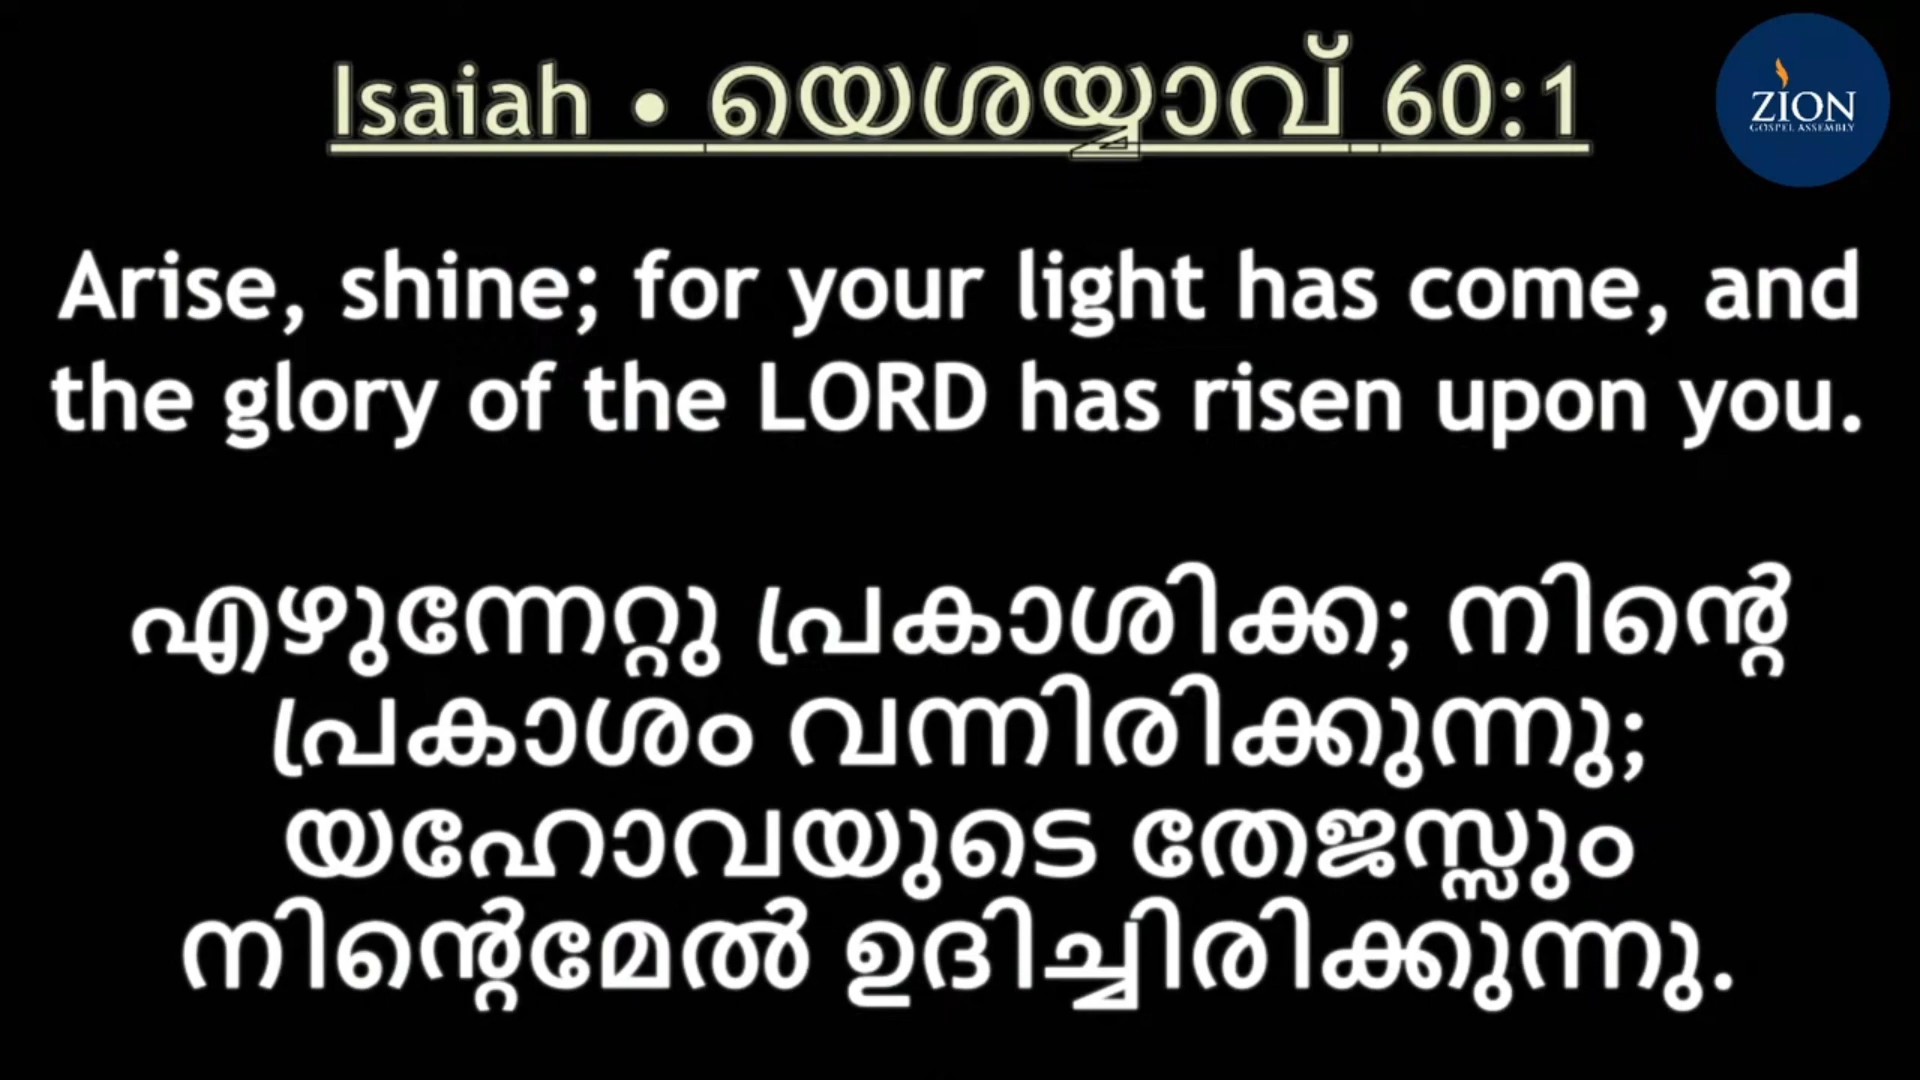 Isaiah • യെശയ്യാവ് 60:1
ZION
GOSPEL ASSEMBLY
Arise, shine; for your light has come, and
the glory of the LORD has risen upon you.
എഴുന്നേറ്റു പ്രകാശിക്ക; നിന്റെ
പ്രകാശം വന്നിരിക്കുന്നു;
യഹോവയുടെ തേജസ്സും
നിന്റെമേൽ ഉദിച്ചിരിക്കുന്നു.